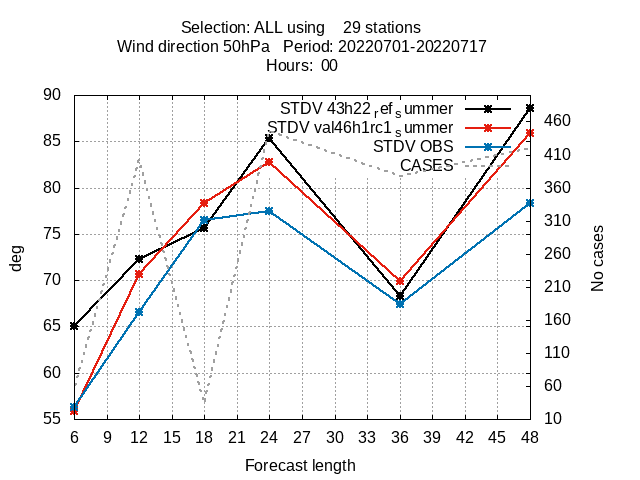 Selection: ALL using    29 stations
Wind direction 50hPa   Period: 20220701-20220717
Hours:  00
90
85
80
75
70
65
60
55
deg
STDV 43h22_ref_summer
STDV val46h1rc1_summer
STDV OBS
CASES
460
410
360
310
260
210
160
110
60
10
No cases
6 9 12 15 18 21 24 27 30 33 36 39 42 45 48
Forecast length